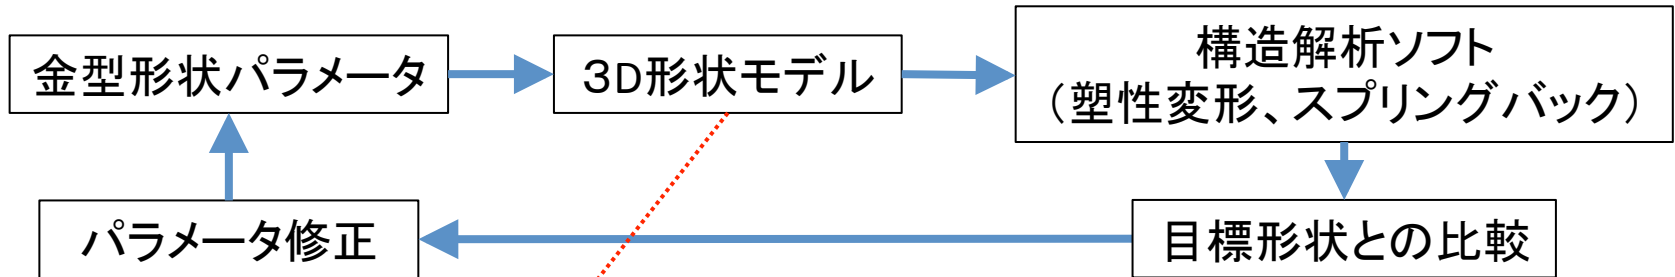 金型形状パラメータ
3D形状モデル
構造解析ソフト
(塑性変形、スプリングバック)
パラメータ修正
目標形状との比較